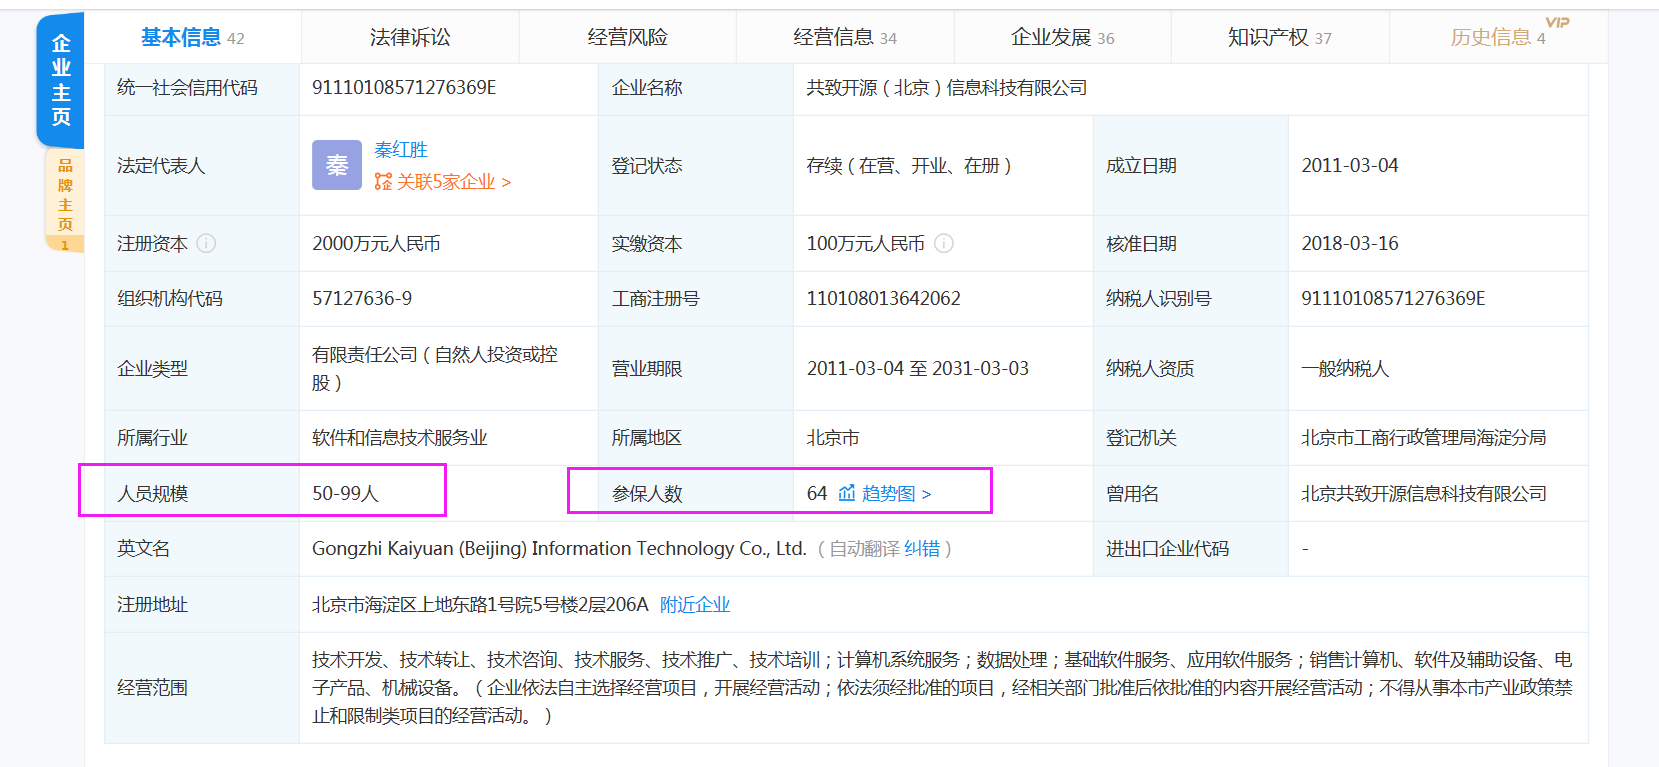 企业主页
品牌主页
1
基本信息 42
法律诉讼
经营风险
经营信息 34
企业发展 36
知识产权 37
历史信息 4
VIP
统一社会信用代码
91110108571276369E
企业名称
共致开源（北京）信息科技有限公司
法定代表人
秦
秦红胜
关联5家企业 >
登记状态
存续（在营、开业、在册）
成立日期
2011-03-04
注册资本
2000万元人民币
实缴资本
100万元人民币
核准日期
2018-03-16
组织机构代码
57127636-9
工商注册号
110108013642062
纳税人识别号
91110108571276369E
企业类型
有限责任公司（自然人投资或控
股）
营业期限
2011-03-04 至 2031-03-03
纳税人资质
一般纳税人
所属行业
软件和信息技术服务业
所属地区
北京市
登记机关
北京市工商行政管理局海淀分局
人员规模
50-99人
参保人数
64 趋势图 >
曾用名
北京共致开源信息科技有限公司
英文名
Gongzhi Kaiyuan (Beijing) Information Technology Co., Ltd.（自动翻译 纠错）
进出口企业代码
-
注册地址
北京市海淀区上地东路1号院5号楼2层206A 附近企业
经营范围
技术开发、技术转让、技术咨询、技术服务、技术推广、技术培训；计算机系统服务；数据处理；基础软件服务、应用软件服务；销售计算机、软件及辅助设备、电
子产品、机械设备。（企业依法自主选择经营项目，开展经营活动；依法须经批准的项目，经相关部门批准后依批准的内容开展经营活动；不得从事本市产业政策禁
止和限制类项目的经营活动。）